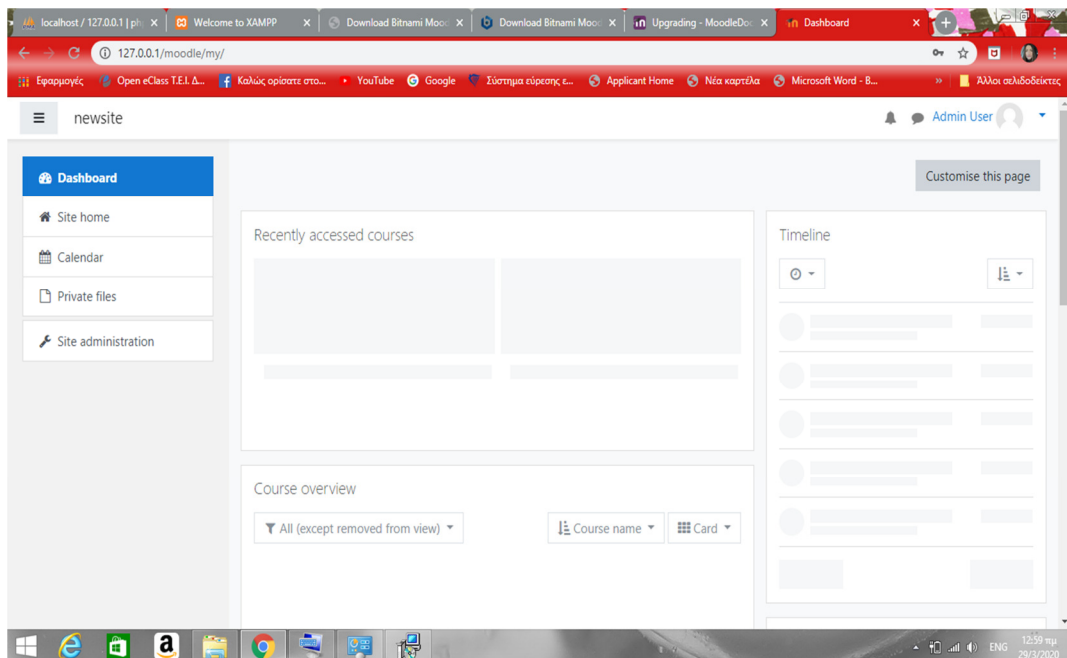 localhost / 127.0.0.1 | ph
Welcome to XAMPP
Download Bitnami Mood
Download Bitnami Mood
Upgrading - MoodleDoc
Dashboard
127.0.0.1/moodle/my/
Εφαρμογές
Open eClass T.E.I. Δ...
Καλώς ορίσατε στο...
YouTube
Google
Σύστημα εύρεσης ε...
Applicant Home
Νέα καρτέλα
Microsoft Word - B...
»
Άλλοι σελιδοδείκτες
newsite
Admin User
Dashboard
Customise this page
Site home
Calendar
Private files
Site administration
Recently accessed courses
Timeline
Course overview
All (except removed from view)
Course name
Card
ENG
12:59 πμ
29/3/2020